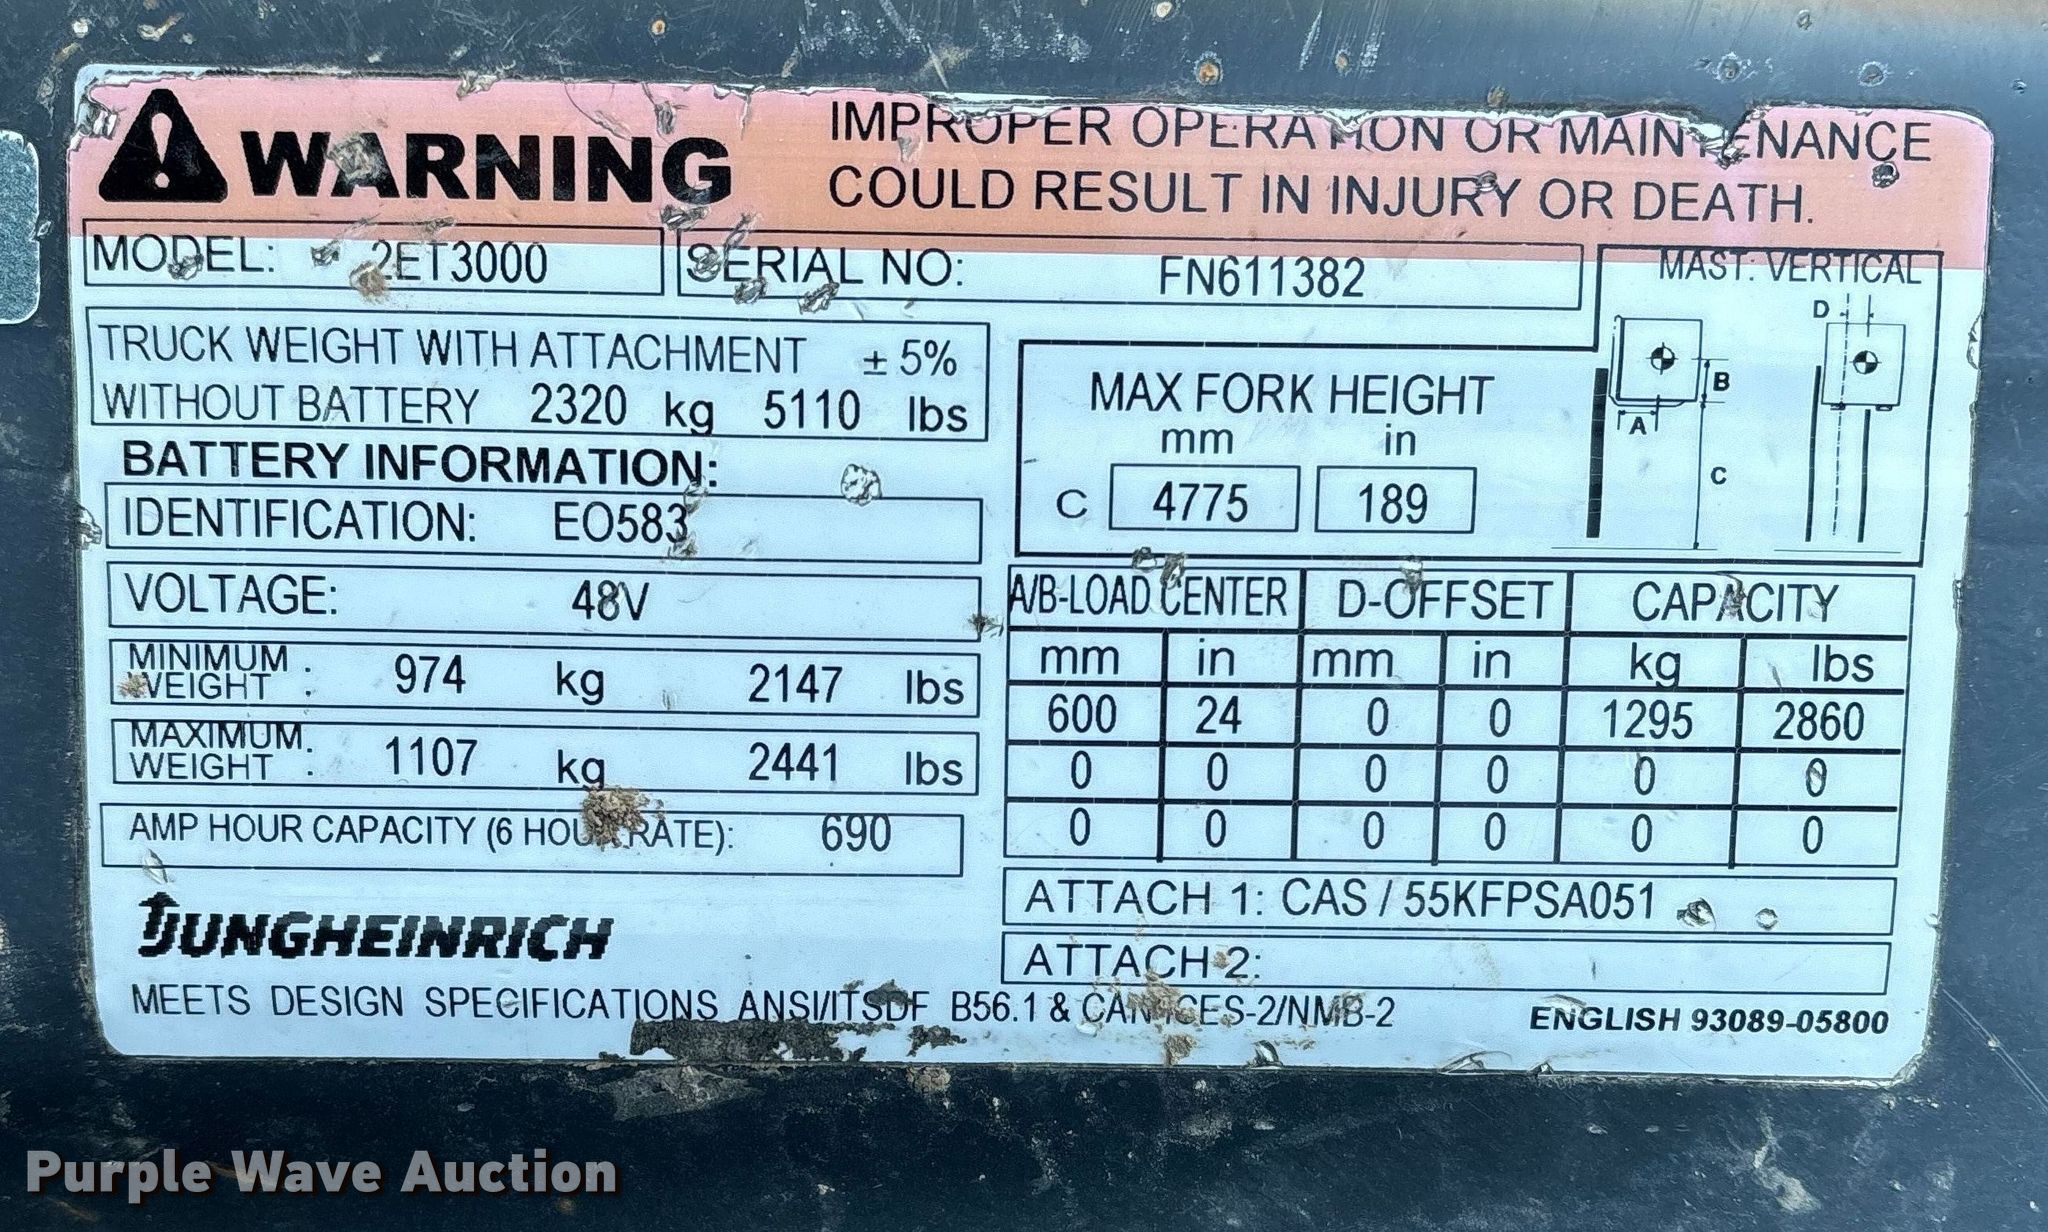 WARNING
IMPROPER OPERATION OR MAINTENANCE
COULD RESULT IN INJURY OR DEATH.
MODEL: 2ET3000
SERIAL NO: FN611382
TRUCK WEIGHT WITH ATTACHMENT ± 5%
WITHOUT BATTERY 2320 kg 5110 lbs
BATTERY INFORMATION:
IDENTIFICATION: EO583
VOLTAGE: 48V
MINIMUM WEIGHT : 974 kg 2147 lbs
MAXIMUM WEIGHT : 1107 kg 2441 lbs
AMP HOUR CAPACITY (6 HOUR RATE): 690
JUNGHEINRICH
MAST: VERTICAL
D
B
A
C
MAX FORK HEIGHT
mm in
C 4775 189
A/B-LOAD CENTER D-OFFSET CAPACITY
mm in mm in kg lbs
600 24 0 0 1295 2860
0 0 0 0 0 0
0 0 0 0 0 0
ATTACH 1: CAS / 55KFPSA051
ATTACH 2:
MEETS DESIGN SPECIFICATIONS ANSI/ITSDF B56.1 & CAN ICES-2/NMB-2
ENGLISH 93089-05800
Purple Wave Auction